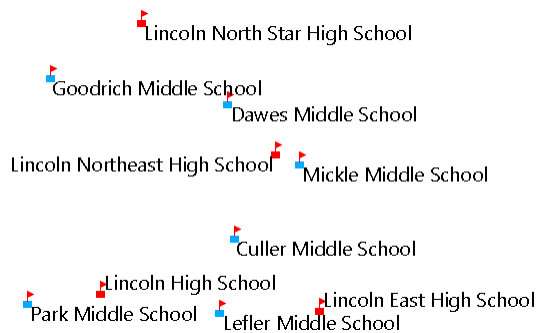 Lincoln North Star High School
Goodrich Middle School
Dawes Middle School
Lincoln Northeast High School
Mickle Middle School
Culler Middle School
Lincoln High School
Lincoln East High School
Park Middle School
Lefler Middle School